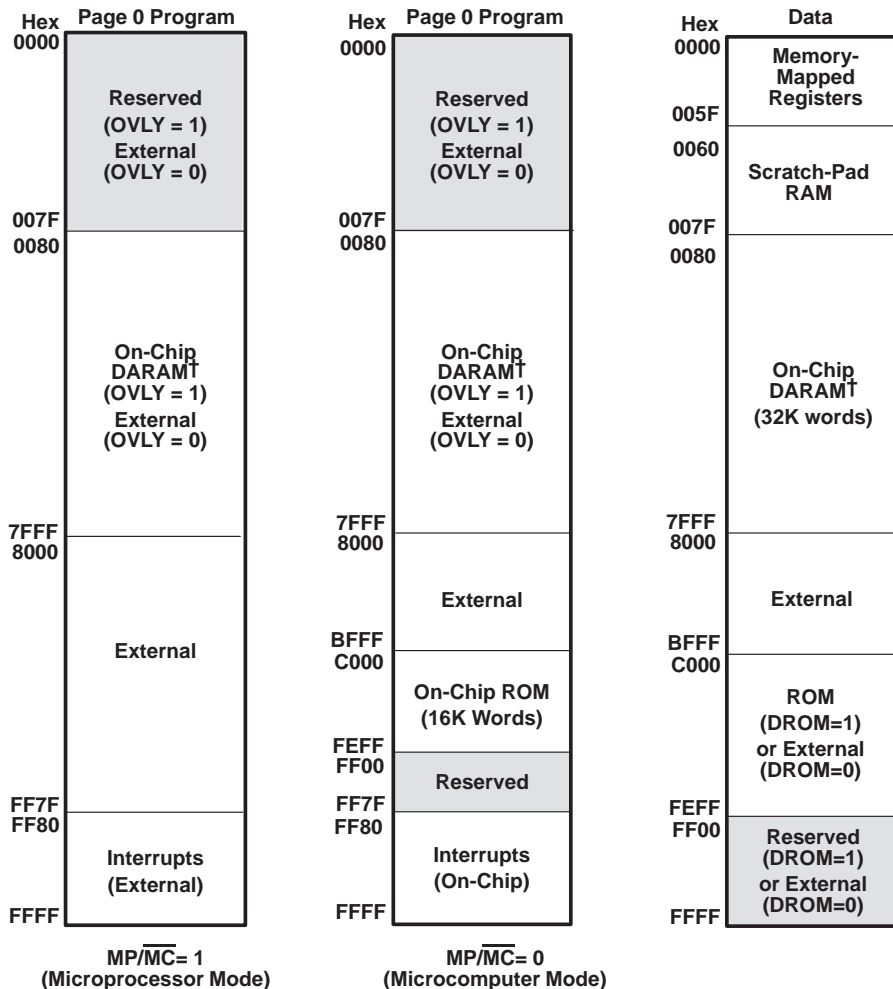 Hex
Page 0 Program
0000
Reserved
(OVLY = 1)
External
(OVLY = 0)
007F
0080
On-Chip
DARAM†
(OVLY = 1)
External
(OVLY = 0)
7FFF
8000
External
FF7F
FF80
Interrupts
(External)
FFFF
MP/M̅C̅= 1
(Microprocessor Mode)
Hex
Page 0 Program
0000
Reserved
(OVLY = 1)
External
(OVLY = 0)
007F
0080
On-Chip
DARAM†
(OVLY = 1)
External
(OVLY = 0)
7FFF
8000
External
BFFF
C000
On-Chip ROM
(16K Words)
FEFF
FF00
Reserved
FF7F
FF80
Interrupts
(On-Chip)
FFFF
MP/M̅C̅= 0
(Microcomputer Mode)
Hex
Data
0000
Memory-
Mapped
Registers
005F
0060
Scratch-Pad
RAM
007F
0080
On-Chip
DARAM†
(32K words)
7FFF
8000
External
BFFF
C000
ROM
(DROM=1)
or External
(DROM=0)
FEFF
FF00
Reserved
(DROM=1)
or External
(DROM=0)
FFFF